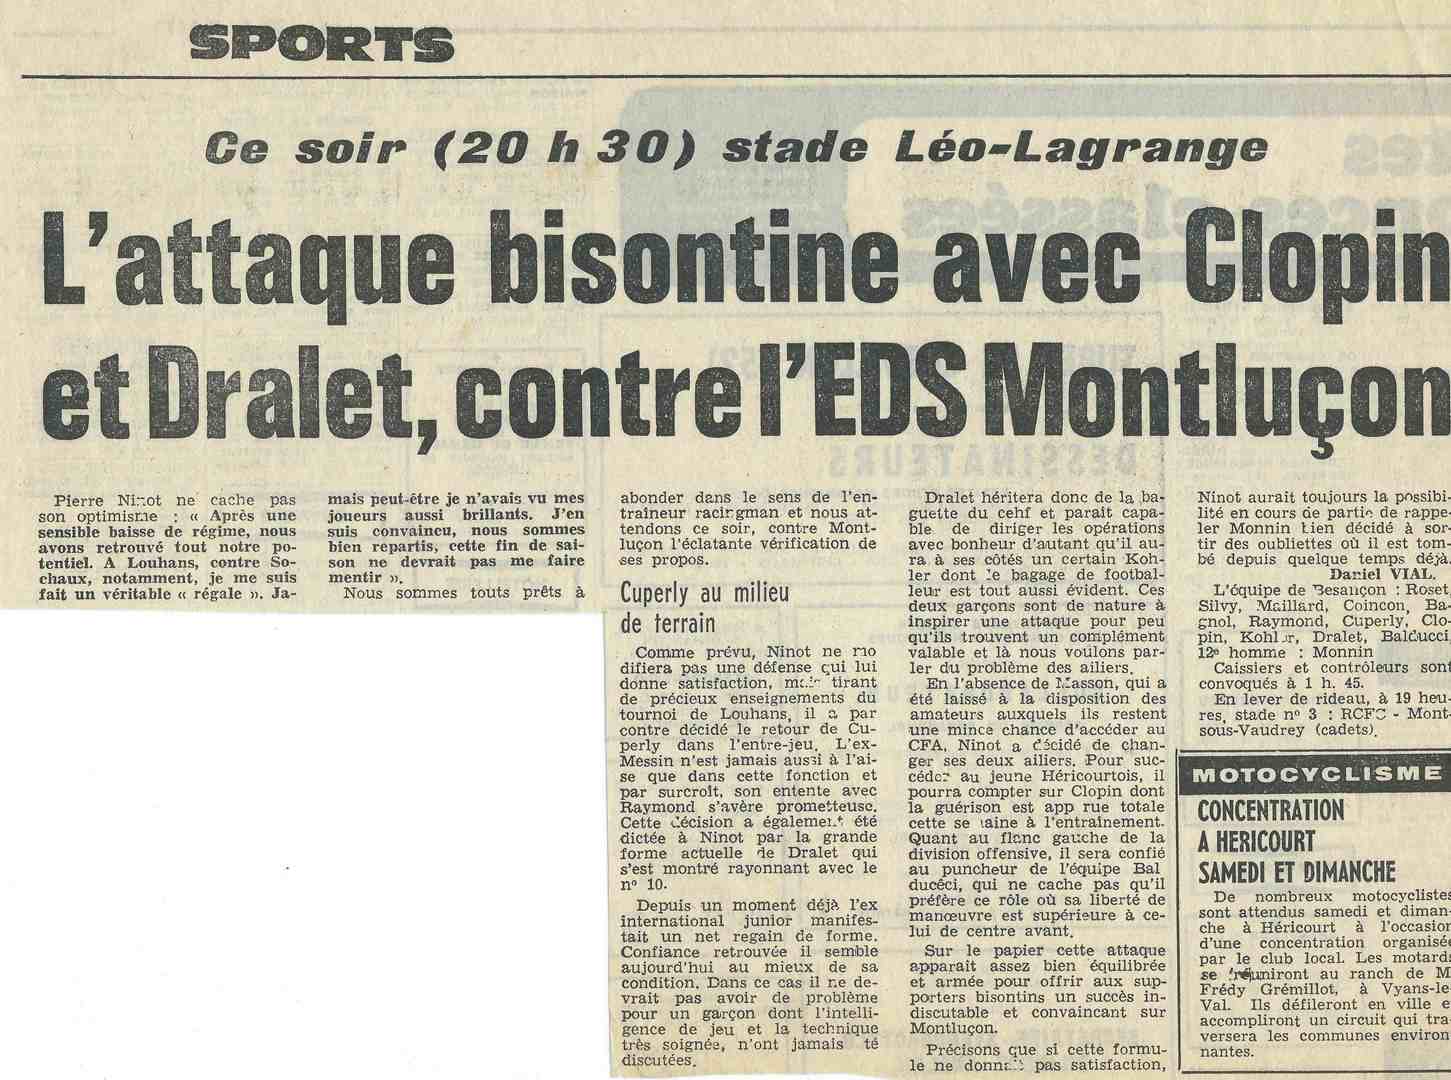 SPORTS
Ce soir (20 h 30) stade Léo-Lagrange
L'attaque bisontine avec Clopin
et Dralet, contre l'EDS Montluçon
Pierre Ninot ne cache pas
son optimisme : « Après une
sensible baisse de régime, nous
avons retrouvé tout notre po-
tentiel. A Louhans, contre So-
chaux, notamment, je me suis
fait un véritable « régale ». Ja-
mais peut-être je n'avais vu mes
joueurs aussi brillants. J'en
suis convaincu, nous sommes
bien repartis, cette fin de sai-
son ne devrait pas me faire
mentir ».
Nous sommes touts prêts à
abonder dans le sens de l'en-
traîneur racingman et nous at-
tendons ce soir, contre Mont-
luçon l'éclatante vérification de
ses propos.
Cuperly au milieu
de terrain
Comme prévu, Ninot ne mo
difiera pas une défense qui lui
donne satisfaction, mais tirant
de précieux enseignements du
tournoi de Louhans, il a par
contre décidé le retour de Cu-
perly dans l'entre-jeu. L'ex-
Messin n'est jamais aussi à l'ai-
se que dans cette fonction et
par surcroît, son entente avec
Raymond s'avère prometteuse.
Cette décision a également été
dictée à Ninot par la grande
forme actuelle de Dralet qui
s'est montré rayonnant avec le
n° 10.
Depuis un moment déjà l'ex
international junior manifes-
tait un net regain de forme.
Confiance retrouvée il semble
aujourd'hui au mieux de sa
condition. Dans ce cas il ne de-
vrait pas avoir de problème
pour un garçon dont l'intelli-
gence de jeu et la technique
très soignée, n'ont jamais té
discutées.
Dralet héritera donc de la ba-
guette du cehf et parait capa-
ble de diriger les opérations
avec bonheur d'autant qu'il au-
ra à ses côtés un certain Koh-
ler dont le bagage de footbal-
leur est tout aussi évident. Ces
deux garçons sont de nature à
inspirer une attaque pour peu
qu'ils trouvent un complément
valable et là nous voulons par-
ler du problème des ailiers.
En l'absence de Masson, qui a
été laissé à la disposition des
amateurs auxquels ils restent
une mince chance d'accéder au
CFA, Ninot a décidé de chan-
ger ses deux ailiers. Pour suc-
céder au jeune Héricourtois, il
pourra compter sur Clopin dont
la guérison est app rue totale
cette se aine à l'entraînement.
Quant au flanc gauche de la
division offensive, il sera confié
au puncheur de l'équipe Bal
ducéci, qui ne cache pas qu'il
préfère ce rôle où sa liberté de
manœuvre est supérieure à ce-
lui de centre avant.
Sur le papier cette attaque
apparaît assez bien équilibrée
et armée pour offrir aux sup-
porters bisontins un succès in-
discutable et convaincant sur
Montluçon.
Précisons que si cette formu-
le ne donnait pas satisfaction,
Ninot aurait toujours la possibi-
lité en cours de partie de rappe-
ler Monnin bien décidé à sor-
tir des oubliettes où il est tom-
bé depuis quelque temps déjà.
Daniel VIAL.
L'équipe de Besançon : Roset,
Silvy, Maillard, Coincon, Ba-
gnol, Raymond, Cuperly, Clo-
pin, Kohler, Dralet, Balducci.
12e homme : Monnin
Caissiers et contrôleurs sont
convoqués à 1 h. 45.
En lever de rideau, à 19 heu-
res, stade n° 3 : RCFC - Mont-
sous-Vaudrey (cadets).
MOTOCYCLISME
CONCENTRATION
A HERICOURT
SAMEDI ET DIMANCHE
De nombreux motocyclistes
sont attendus samedi et diman-
che à Héricourt à l'occasion
d'une concentration organisée
par le club local. Les motards
se réuniront au ranch de M
Frédy Grémillot, à Vyans-le-
Val. Ils défileront en ville e
accompliront un circuit qui tra-
versera les communes environ
nantes.